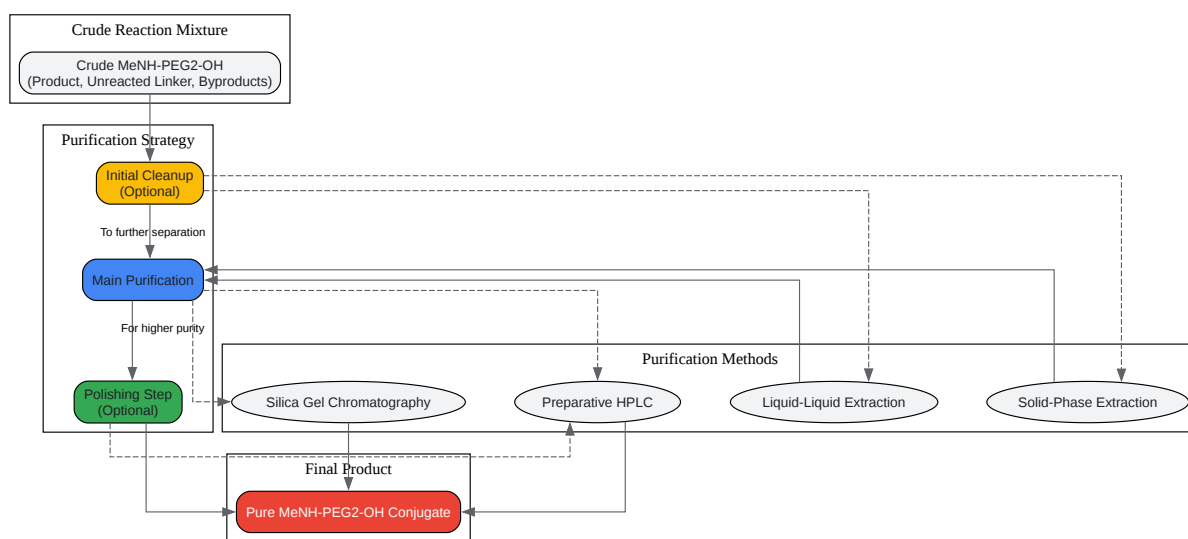 Crude Reaction Mixture
Crude MeNH-PEG2-OH
(Product, Unreacted Linker, Byproducts)
Purification Strategy
Initial Cleanup
(Optional)
To further separation
Main Purification
For higher purity
Purification Methods
Polishing Step
(Optional)
Silica Gel Chromatography
Preparative HPLC
Liquid-Liquid Extraction
Solid-Phase Extraction
Final Product
Pure MeNH-PEG2-OH Conjugate